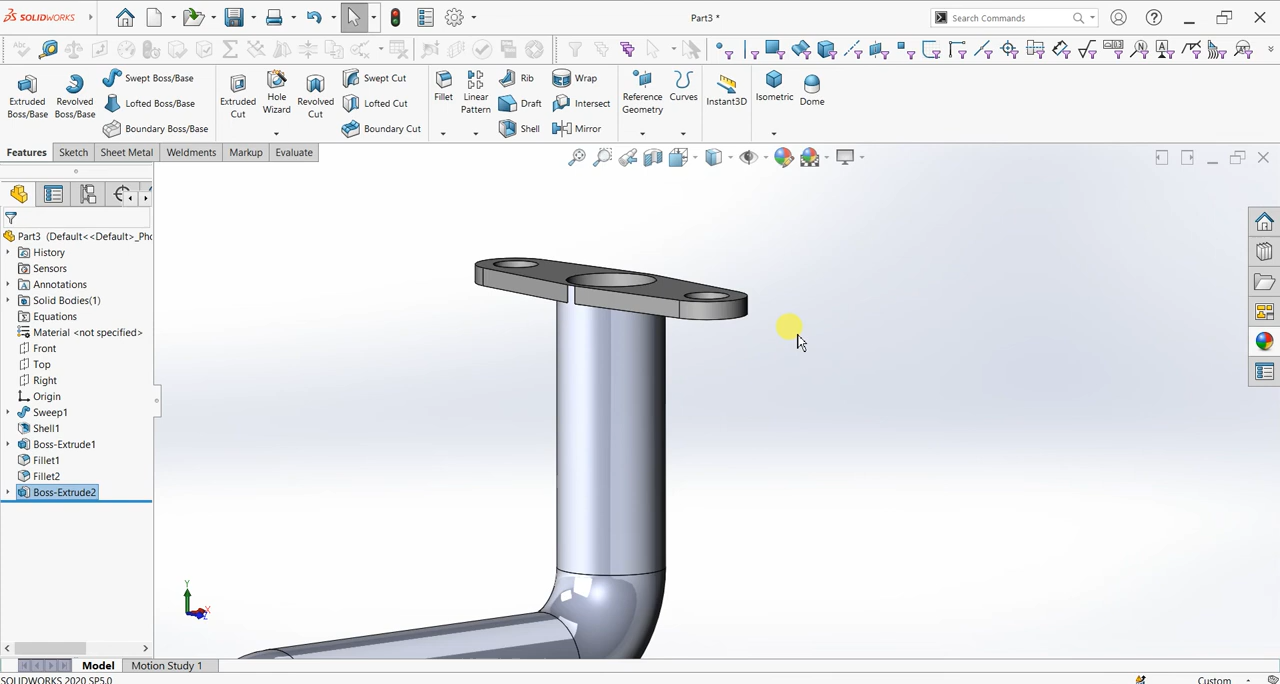 SOLIDWORKS
Part3 *
Search Commands
Extruded Boss/Base
Revolved Boss/Base
Swept Boss/Base
Lofted Boss/Base
Boundary Boss/Base
Extruded Cut
Hole Wizard
Revolved Cut
Swept Cut
Lofted Cut
Boundary Cut
Fillet
Linear Pattern
Rib
Draft
Shell
Wrap
Intersect
Mirror
Reference Geometry
Curves
Instant3D
Isometric
Dome
Features
Sketch
Sheet Metal
Weldments
Markup
Evaluate
Part3 (Default<<Default>_Pho
History
Sensors
Annotations
Solid Bodies(1)
Equations
Material <not specified>
Front
Top
Right
Origin
Sweep1
Shell1
Boss-Extrude1
Fillet1
Fillet2
Boss-Extrude2
Y
X
Z
Model
Motion Study 1
SOLIDWORKS 2020 SP5.0
Custom